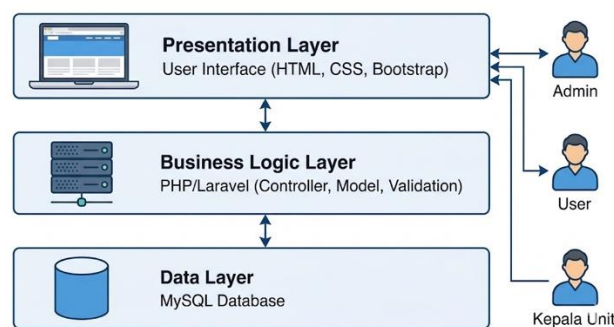 Presentation Layer
User Interface (HTML, CSS, Bootstrap)
Admin
Business Logic Layer
PHP/Laravel (Controller, Model, Validation)
User
Data Layer
MySQL Database
Kepala Unit